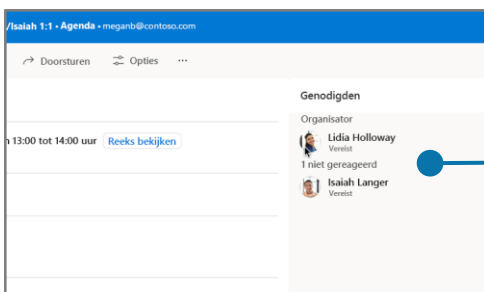 /Isaiah 1:1 • Agenda • meganb@contoso.com
Doorsturen Opties ...
Genodigden
Organisator
Lidia Holloway
Vereist
13:00 tot 14:00 uur Reeks bekijken
1 niet gereageerd
Isaiah Langer
Vereist